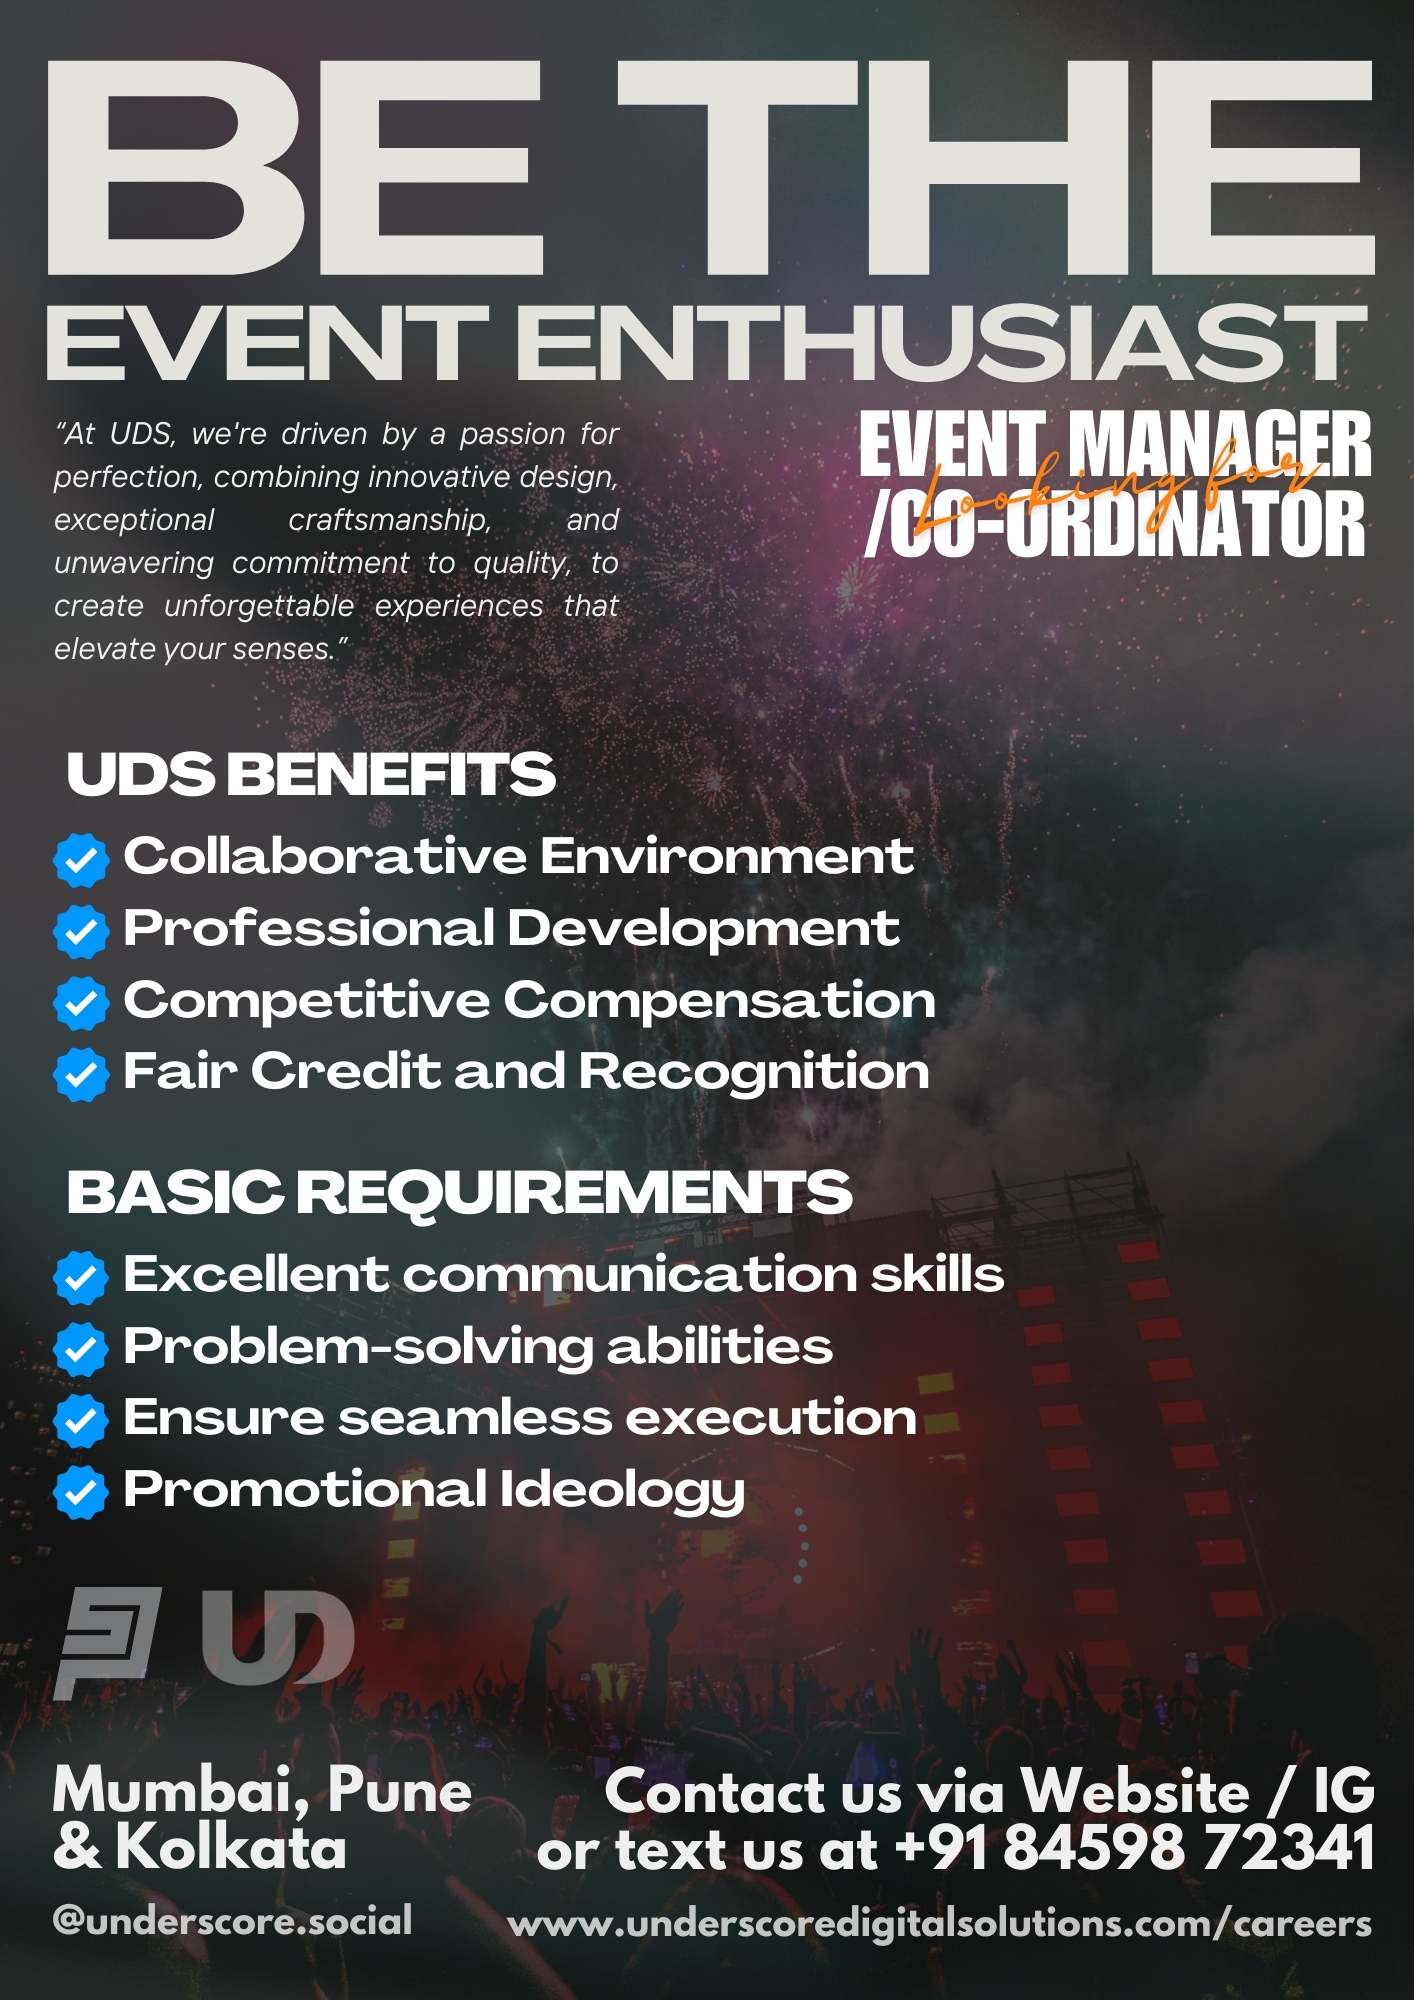 BE THE
EVENT ENTHUSIAST
“At UDS, we're driven by a passion for
perfection, combining innovative design,
exceptional craftsmanship, and
unwavering commitment to quality, to
create unforgettable experiences that
elevate your senses.”
Looking for
EVENT MANAGER
/CO-ORDINATOR
UDS BENEFITS
Collaborative Environment
Professional Development
Competitive Compensation
Fair Credit and Recognition
BASIC REQUIREMENTS
Excellent communication skills
Problem-solving abilities
Ensure seamless execution
Promotional Ideology
UD
Mumbai, Pune
& Kolkata
@underscore.social
Contact us via Website / IG
or text us at +91 84598 72341
www.underscoredigitalsolutions.com/careers